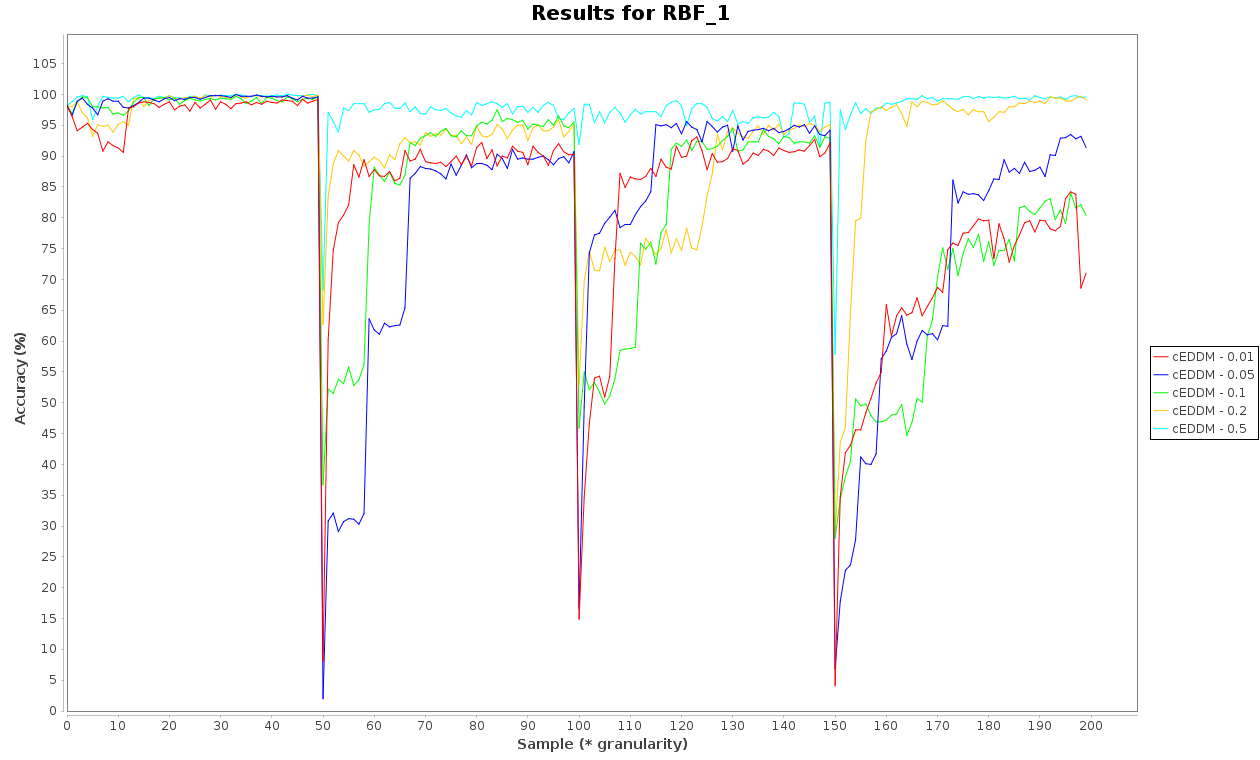 Results for RBF_1
Accuracy (%)
105
100
95
90
85
80
75
70
65
60
55
50
45
40
35
30
25
20
15
10
5
0
0 10 20 30 40 50 60 70 80 90 100 110 120 130 140 150 160 170 180 190 200
Sample (* granularity)
cEDDM - 0.01
cEDDM - 0.05
cEDDM - 0.1
cEDDM - 0.2
cEDDM - 0.5